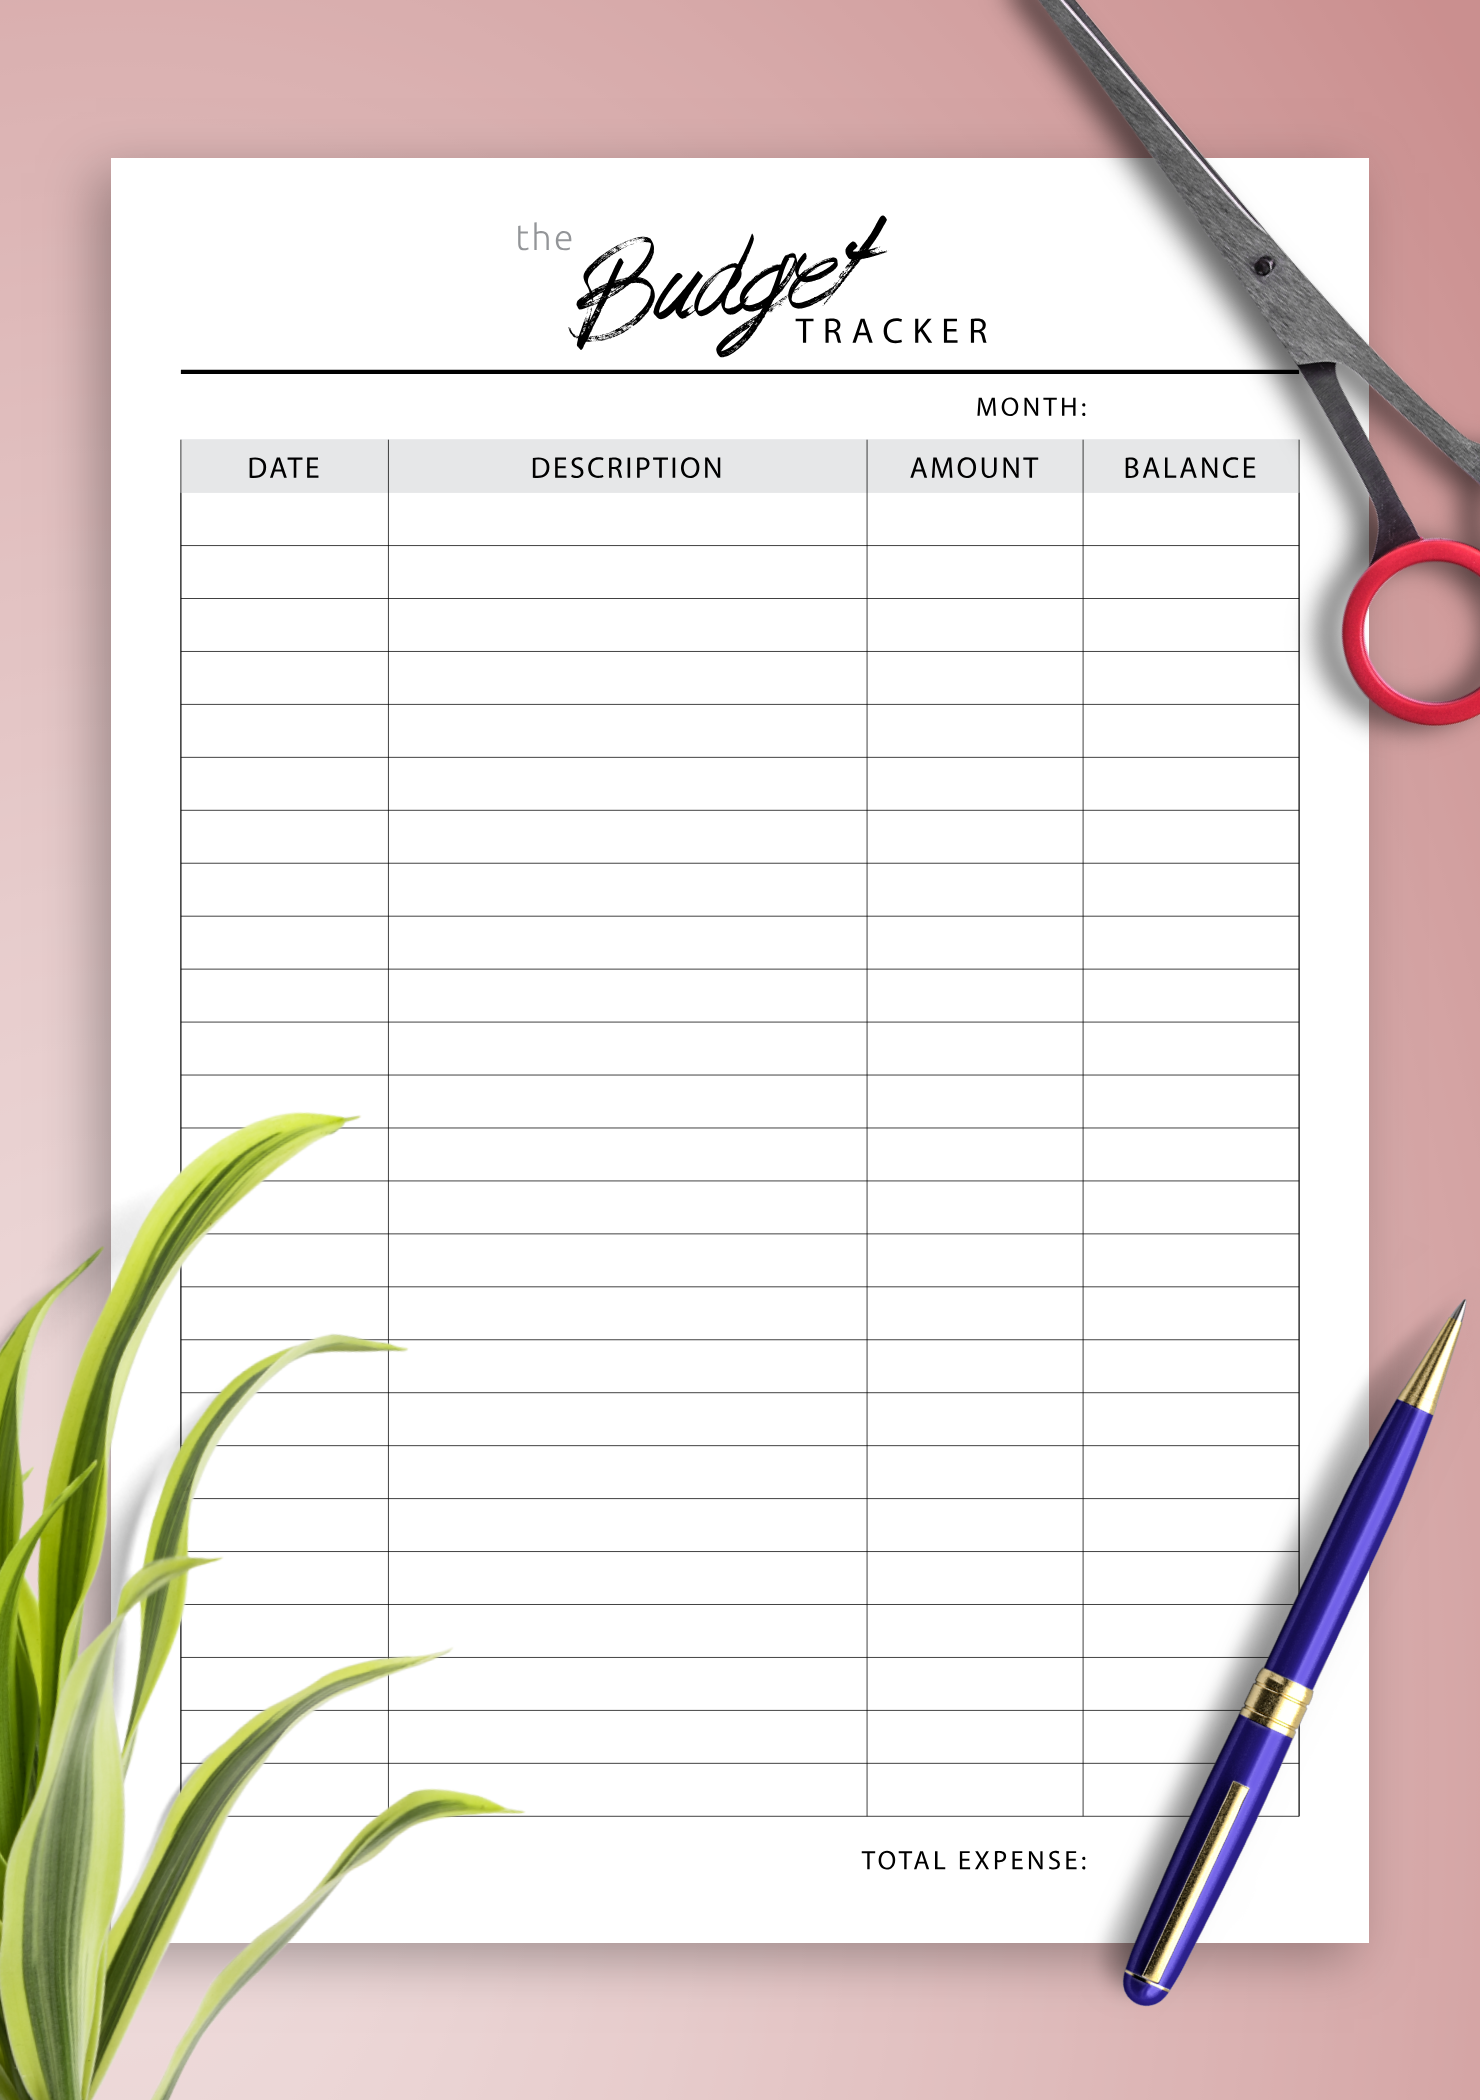 the
Budget
TRACKER
MONTH:
DATE DESCRIPTION AMOUNT BALANCE
TOTAL EXPENSE: